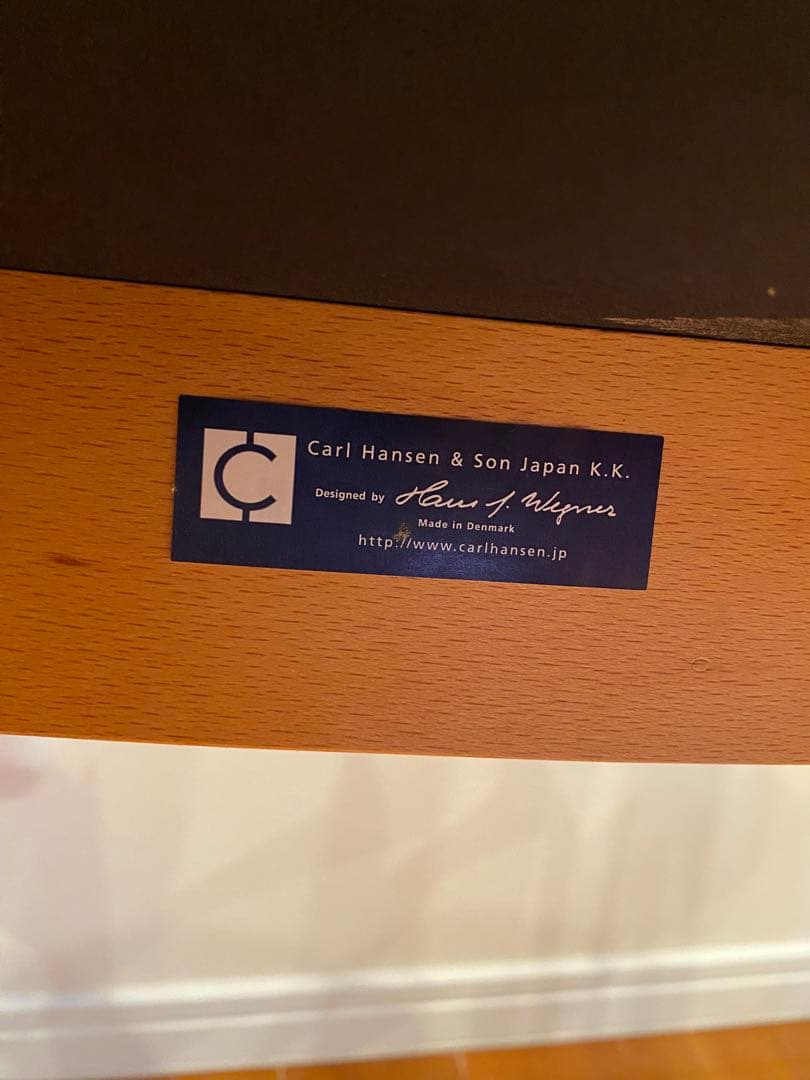 Carl Hansen & Son Japan K.K.
Designed by Hans J. Wegner
Made in Denmark
http://www.carlhansen.jp